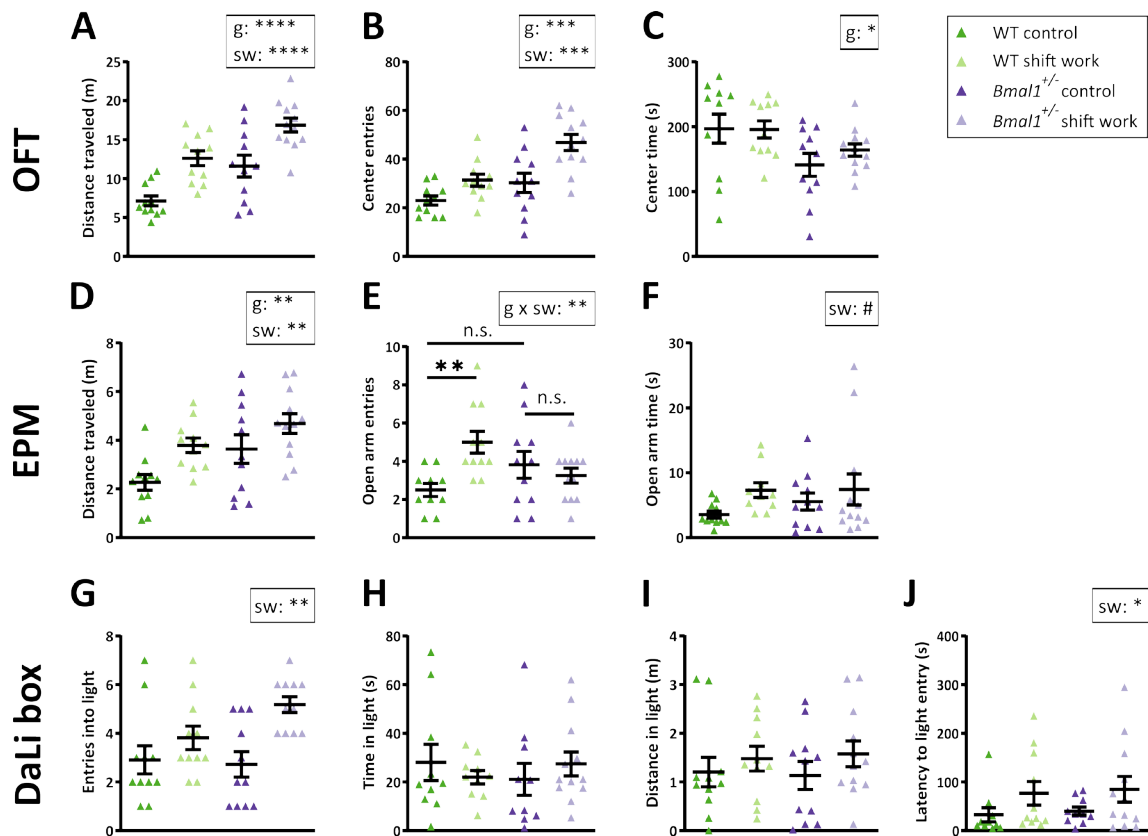 OFT
A
g: ****
sw: ****
Distance traveled (m)
25
20
15
10
5
0
B
g: ***
sw: ***
Center entries
80
60
40
20
0
C
g: *
Center time (s)
300
200
100
0
WT control
WT shift work
Bmal1+/- control
Bmal1+/- shift work
EPM
D
g: **
sw: **
Distance traveled (m)
8
6
4
2
0
E
g x sw: **
n.s.
**
n.s.
Open arm entries
10
8
6
4
2
0
F
sw: #
Open arm time (s)
30
20
10
0
DaLi box
G
sw: **
Entries into light
8
6
4
2
0
H
Time in light (s)
80
60
40
20
0
I
Distance in light (m)
4
3
2
1
0
J
sw: *
Latency to light entry (s)
400
300
200
100
0